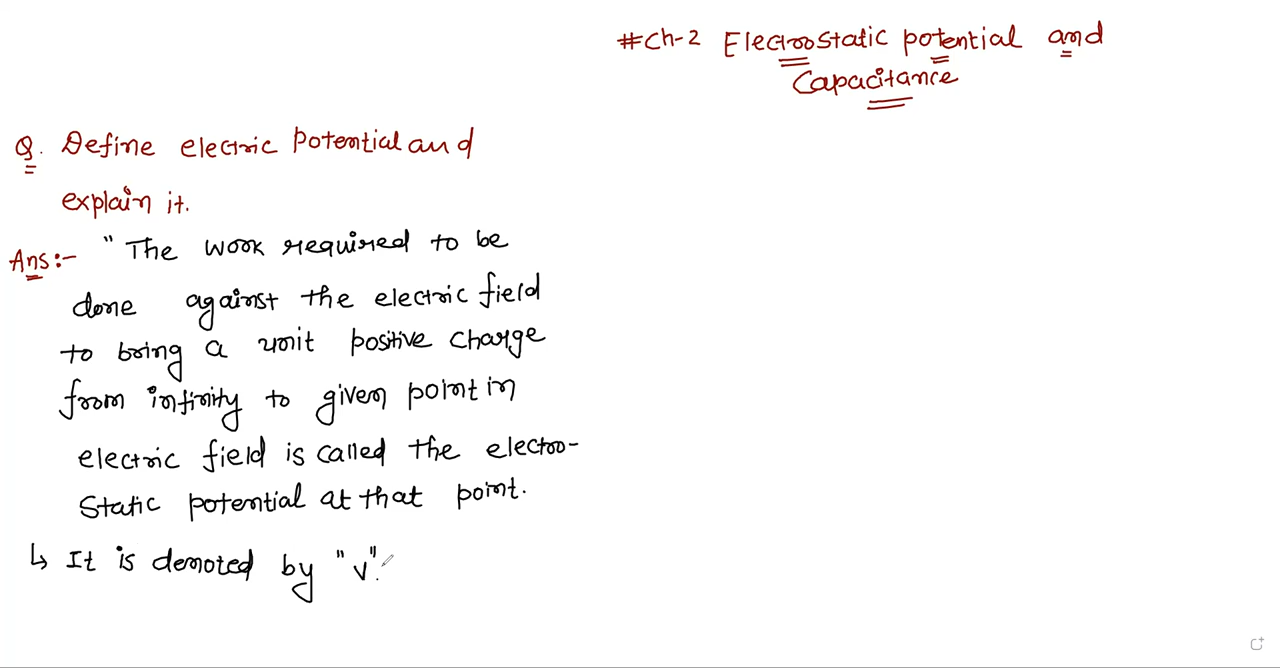 #Ch-2 Electrostatic potential and
Capacitance
Q. Define electric potential and
explain it.
Ans:- "The work required to be
done against the electric field
to bring a unit positive charge
from infinity to given point in
electric field is called the electro-
static potential at that point.
↳ It is denoted by "v".